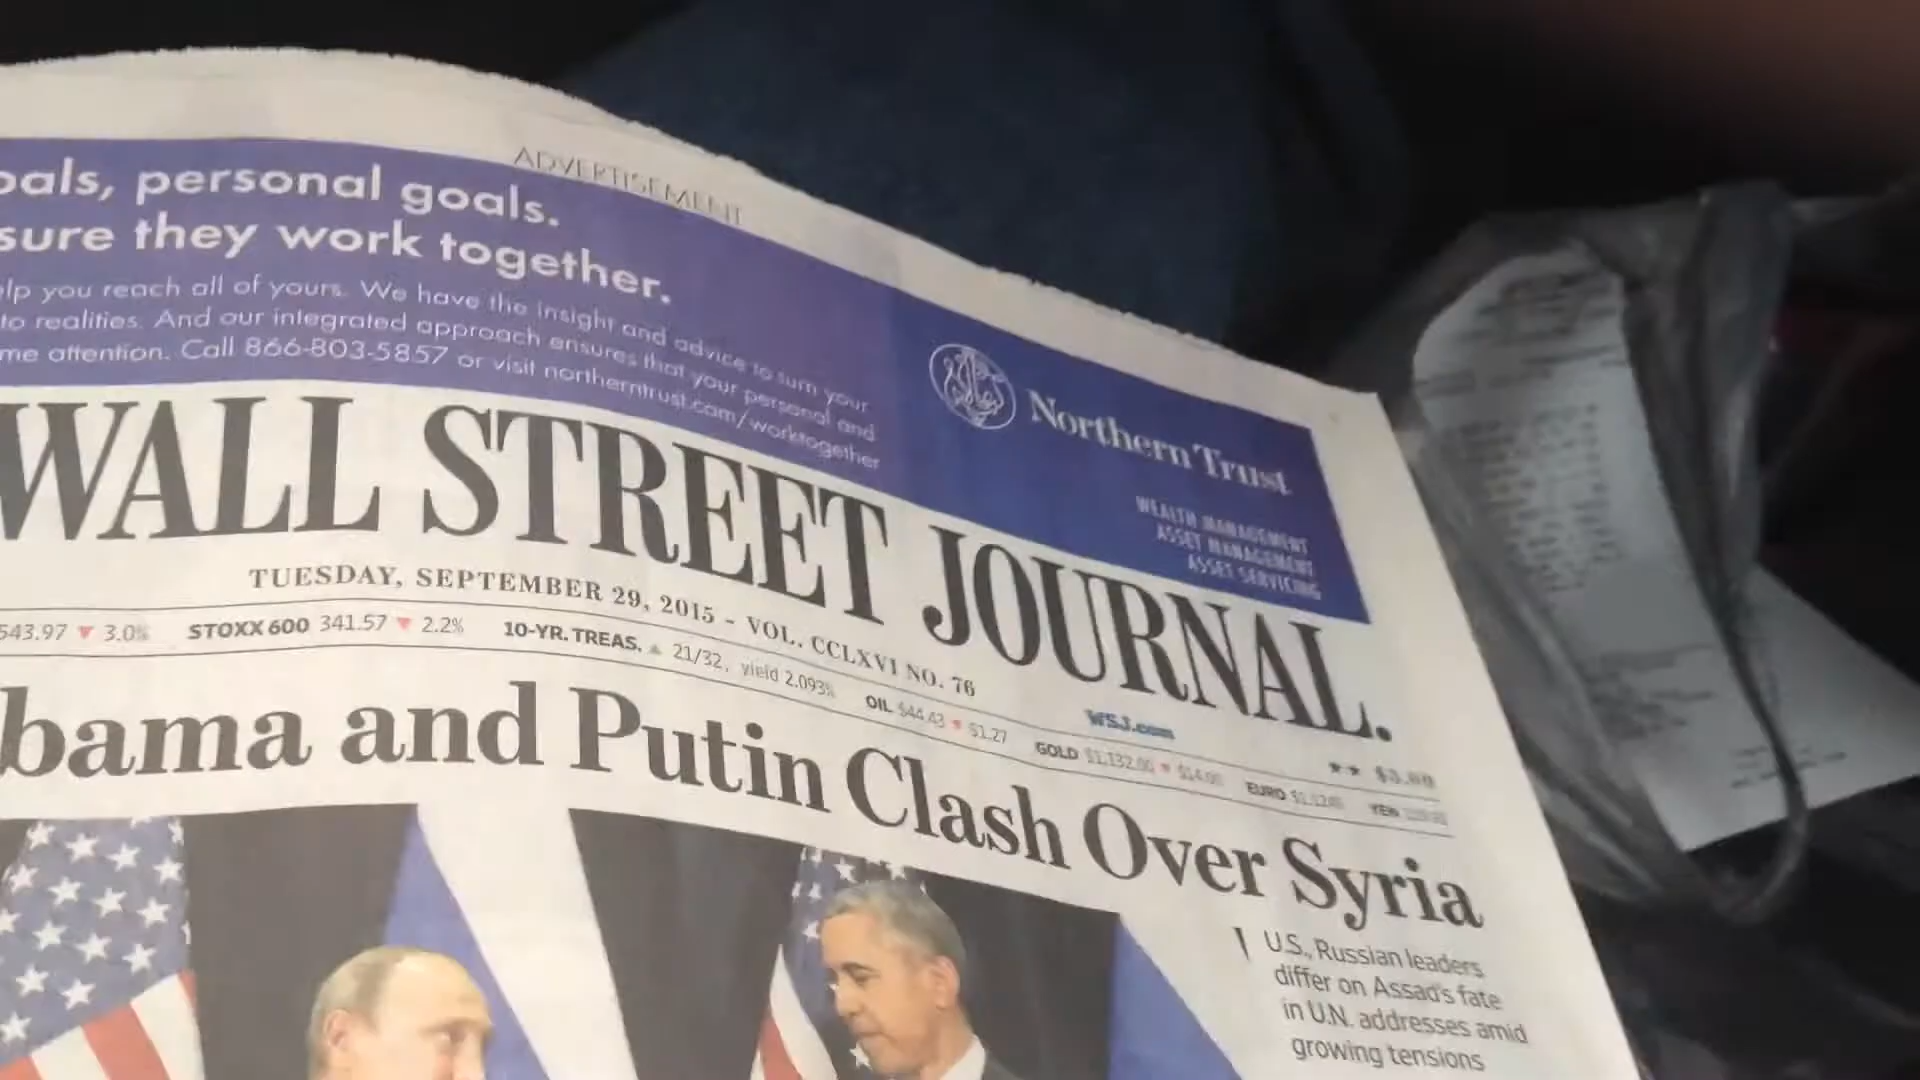 ADVERTISEMENT
oals, personal goals.
sure they work together.
elp you reach all of yours. We have the insight and advice to turn your
to realities. And our integrated approach ensures that your personal and
me attention. Call 866-803-5857 or visit northerntrust.com/worktogether
Northern Trust
WEALTH MANAGEMENT
ASSET MANAGEMENT
ASSET SERVICING
WALL STREET JOURNAL.
TUESDAY, SEPTEMBER 29, 2015 - VOL. CCLXVI NO. 76
WSJ.com
★★ $3.00
543.97 ▼ 3.0% STOXX 600 341.57 ▼ 2.2% 10-YR. TREAS. ▲ 21/32, yield 2.093% OIL $44.43 ▼ $1.27 GOLD $1,132.00 ▼ $14.00 EURO YEN
bama and Putin Clash Over Syria
U.S., Russian leaders
differ on Assad's fate
in U.N. addresses amid
growing tensions